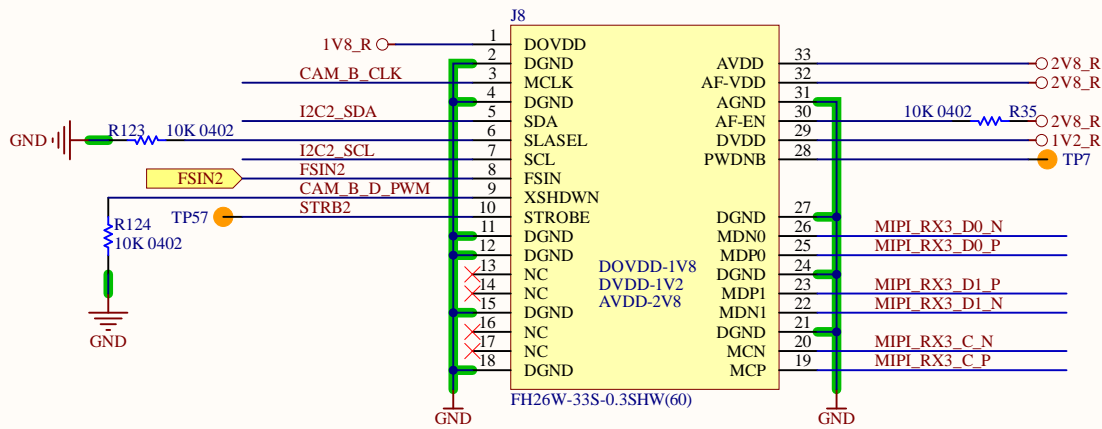 J8
1V8_R 1 DOVDD
2 DGND AVDD 33 2V8_R
CAM_B_CLK 3 MCLK AF-VDD 32 2V8_R
4 DGND AGND 31
I2C2_SDA 5 SDA AF-EN 30 10K 0402 R35 2V8_R
GND R123 10K 0402 6 SLASEL DVDD 29 1V2_R
I2C2_SCL 7 SCL PWDNB 28 TP7
FSIN2 FSIN2 8 FSIN
CAM_B_D_PWM 9 XSHDWN
TP57 STRB2 10 STROBE DGND 27
R124
10K 0402
11 DGND MDN0 26 MIPI_RX3_D0_N
12 DGND MDP0 25 MIPI_RX3_D0_P
13 NC DGND 24
DOVDD-1V8
DVDD-1V2
AVDD-2V8
14 NC MDP1 23 MIPI_RX3_D1_P
15 DGND MDN1 22 MIPI_RX3_D1_N
16 NC DGND 21
GND
17 NC MCN 20 MIPI_RX3_C_N
18 DGND MCP 19 MIPI_RX3_C_P
FH26W-33S-0.3SHW(60)
GND GND